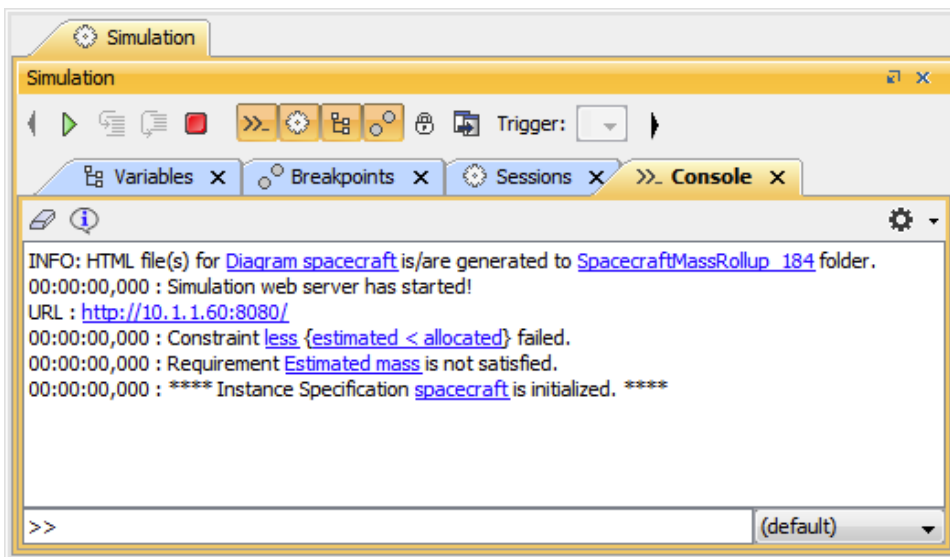 Simulation
Simulation
Trigger:
Variables Breakpoints Sessions >>_ Console
INFO: HTML file(s) for Diagram spacecraft is/are generated to SpacecraftMassRollup_184 folder.
00:00:00,000 : Simulation web server has started!
URL : http://10.1.1.60:8080/
00:00:00,000 : Constraint less {estimated < allocated} failed.
00:00:00,000 : Requirement Estimated mass is not satisfied.
00:00:00,000 : **** Instance Specification spacecraft is initialized. ****
>> (default)